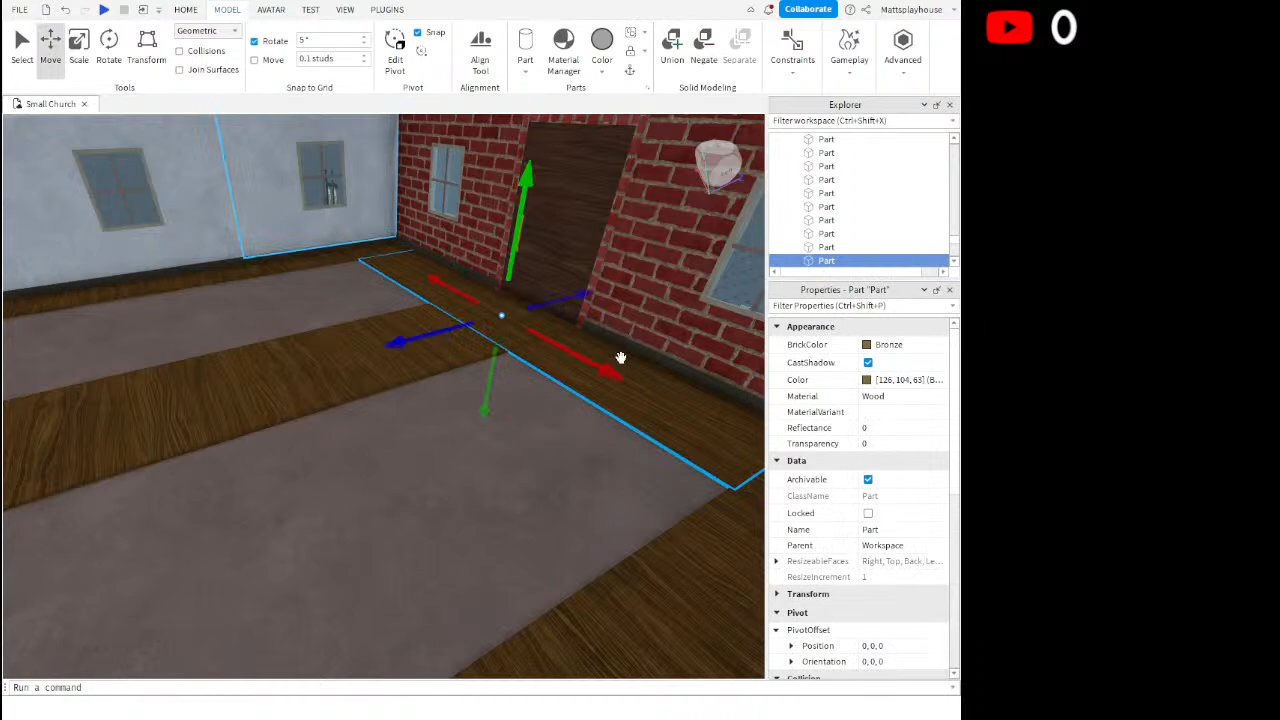 FILE HOME MODEL AVATAR TEST VIEW PLUGINS Collaborate Mattsplayhouse
0
Geometric Rotate 5° Snap
Collisions Move 0.1 studs
Join Surfaces
Select Move Scale Rotate Transform Edit Pivot Align Tool Part Material Manager Color Union Negate Separate Constraints Gameplay Advanced
Tools Snap to Grid Pivot Alignment Parts Solid Modeling
Small Church
Explorer
Filter workspace (Ctrl+Shift+X)
Part
Part
Part
Part
Part
Part
Part
Part
Part
Part
Properties - Part "Part"
Filter Properties (Ctrl+Shift+P)
Appearance
BrickColor Bronze
CastShadow
Color [126, 104, 63] (B...
Material Wood
MaterialVariant
Reflectance 0
Transparency 0
Data
Archivable
ClassName Part
Locked
Name Part
Parent Workspace
ResizeableFaces Right, Top, Back, Le...
ResizeIncrement 1
Transform
Pivot
PivotOffset
Position 0, 0, 0
Orientation 0, 0, 0
Collision
Run a command